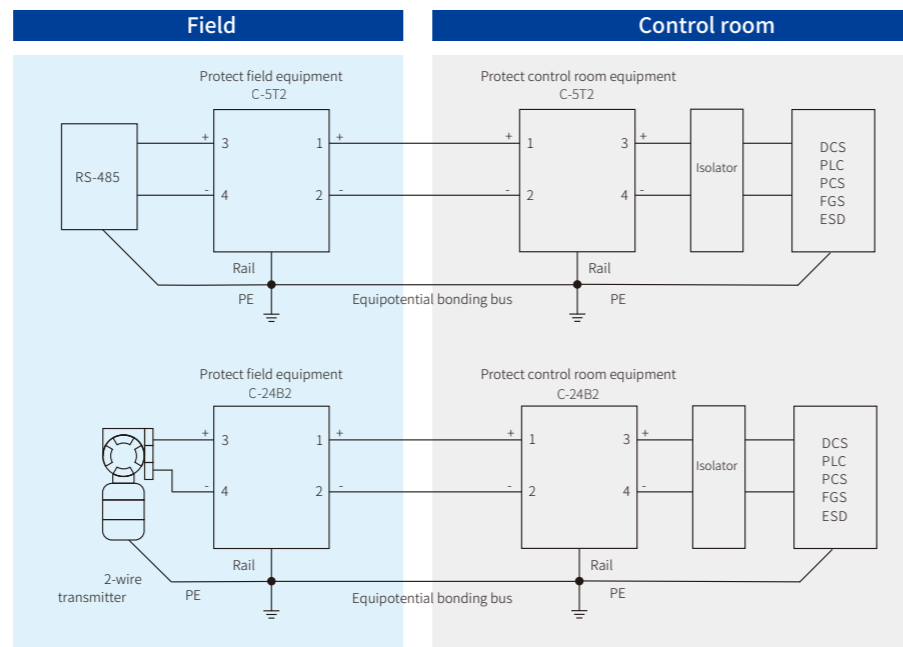 Field
Control room
Protect field equipment
C-5T2
Protect control room equipment
C-5T2
RS-485
+ 3 1 +
- 4 2 -
+ 1 3 +
- 2 4 -
Isolator
DCS
PLC
PCS
FGS
ESD
Rail
PE
Equipotential bonding bus
Rail
PE
Protect field equipment
C-24B2
Protect control room equipment
C-24B2
+ 3 1 +
- 4 2 -
+ 1 3 +
- 2 4 -
Isolator
DCS
PLC
PCS
FGS
ESD
2-wire
transmitter
Rail
PE
Equipotential bonding bus
Rail
PE